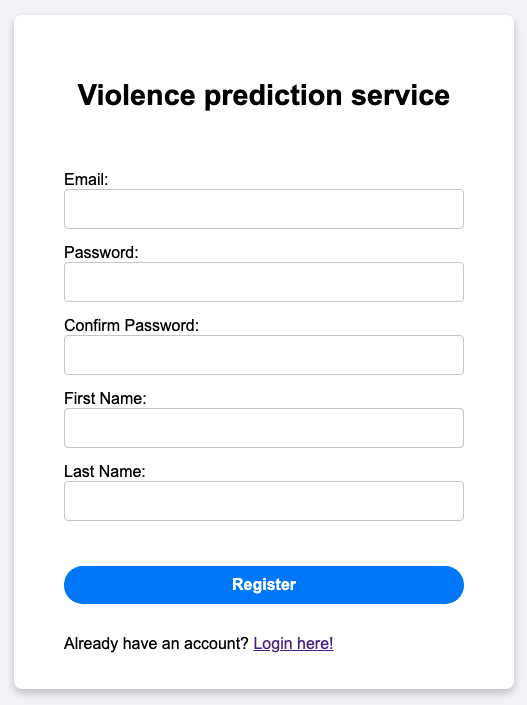 Violence prediction service
Email:
Password:
Confirm Password:
First Name:
Last Name:
Register
Already have an account? Login here!